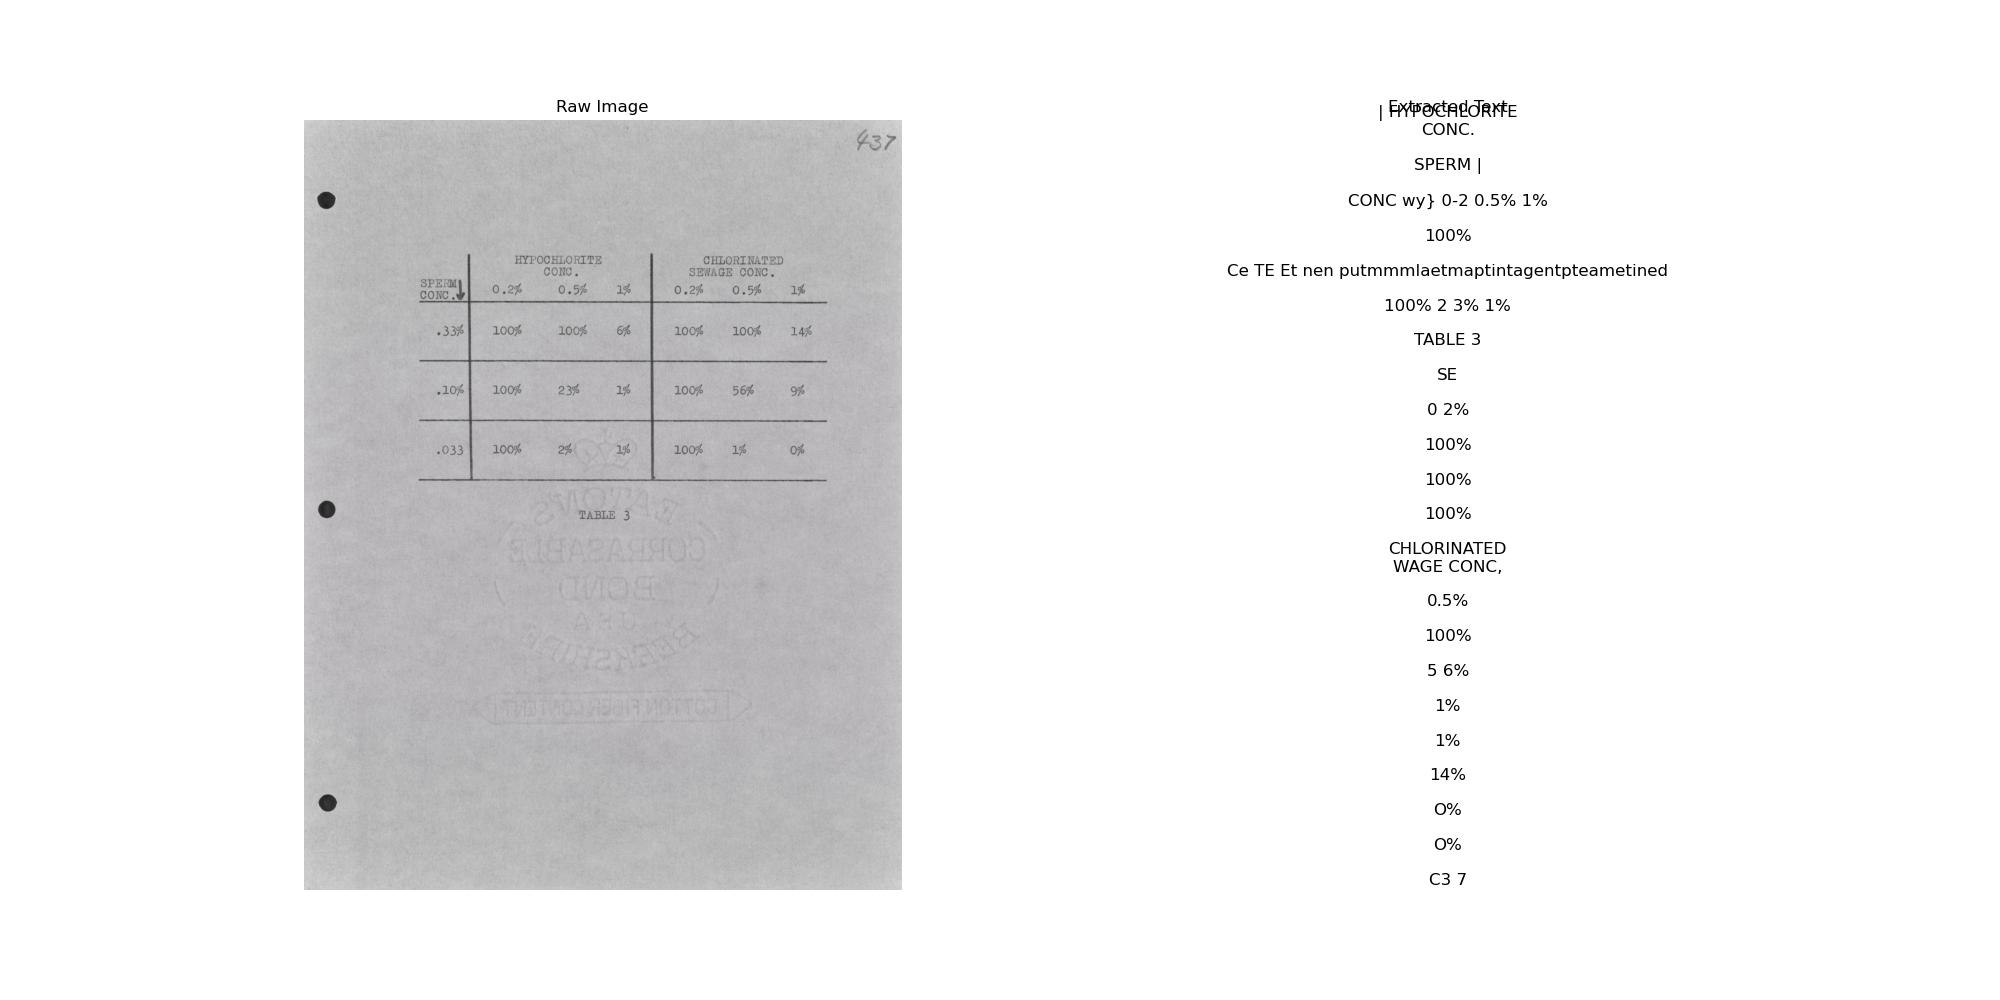 Raw Image
437
HYPOCHLORITE CONC.
CHLORINATED SEWAGE CONC.
SPERM CONC. 0.2% 0.5% 1% 0.2% 0.5% 1%
.33% 100% 100% 6% 100% 100% 14%
.10% 100% 23% 1% 100% 56% 9%
.033 100% 2% 1% 100% 1% 0%
TABLE 3
EATON'S
CORRASABLE
BOND
BERKSHIRE
COTTON FIBER CONTENT
Extracted Text
| HYPOCHLORITE
CONC.
SPERM |
CONC wy} 0-2 0.5% 1%
100%
Ce TE Et nen putmmmlaetmaptintagentpteametined
100% 2 3% 1%
TABLE 3
SE
0 2%
100%
100%
100%
CHLORINATED
WAGE CONC,
0.5%
100%
5 6%
1%
1%
14%
O%
O%
C3 7